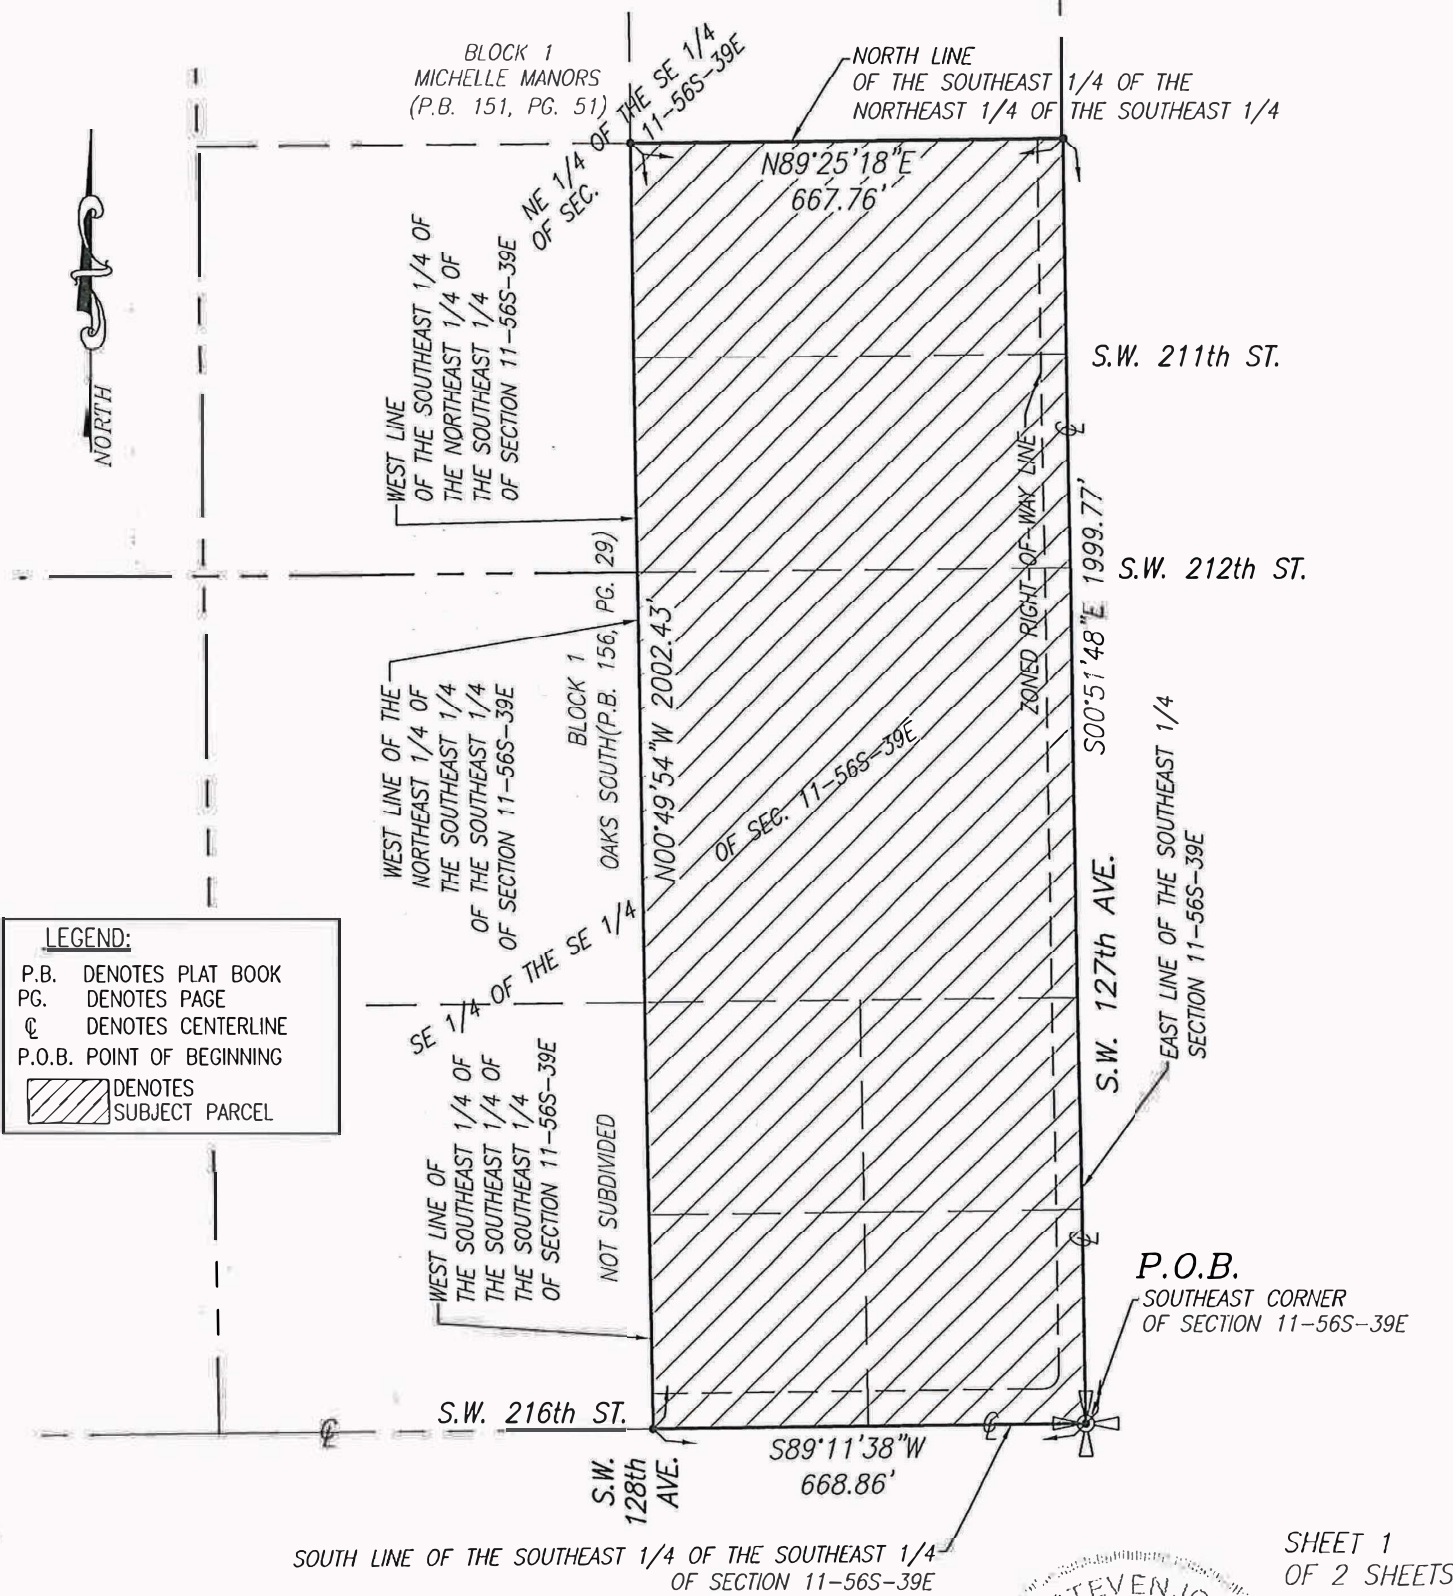 BLOCK 1
MICHELLE MANORS
(P.B. 151, PG. 51)
NE 1/4 OF THE SE 1/4
OF SEC. 11-56S-39E
NORTH LINE
OF THE SOUTHEAST 1/4 OF THE
NORTHEAST 1/4 OF THE SOUTHEAST 1/4
N89°25'18"E
667.76'
NORTH
WEST LINE
OF THE SOUTHEAST 1/4 OF
THE NORTHEAST 1/4 OF
THE SOUTHEAST 1/4
OF SECTION 11-56S-39E
S.W. 211th ST.
ZONED RIGHT-OF-WAY LINE
S.W. 212th ST.
S00°51'48"E 1999.77'
BLOCK 1
OAKS SOUTH(P.B. 156, PG. 29)
N00°49'54"W 2002.43'
WEST LINE OF THE
NORTHEAST 1/4 OF
THE SOUTHEAST 1/4
OF THE SOUTHEAST 1/4
OF SECTION 11-56S-39E
SE 1/4 OF THE SE 1/4
OF SEC. 11-56S-39E
S.W. 127th AVE.
EAST LINE OF THE SOUTHEAST 1/4
SECTION 11-56S-39E
LEGEND:
P.B. DENOTES PLAT BOOK
PG. DENOTES PAGE
℄ DENOTES CENTERLINE
P.O.B. POINT OF BEGINNING
DENOTES
SUBJECT PARCEL
WEST LINE OF
THE SOUTHEAST 1/4 OF
THE SOUTHEAST 1/4 OF
THE SOUTHEAST 1/4
OF SECTION 11-56S-39E
NOT SUBDIVIDED
P.O.B.
SOUTHEAST CORNER
OF SECTION 11-56S-39E
S.W. 216th ST.
S89°11'38"W
668.86'
S.W.
128th
AVE.
SOUTH LINE OF THE SOUTHEAST 1/4 OF THE SOUTHEAST 1/4
OF SECTION 11-56S-39E
SHEET 1
OF 2 SHEETS